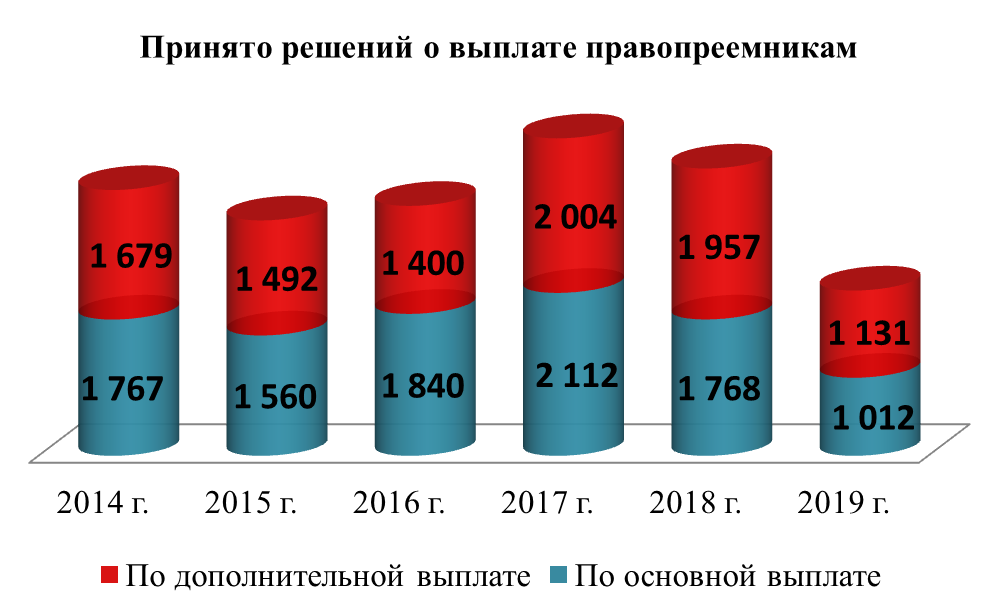 Принято решений о выплате правопреемникам
2 004
1 679
1 492
1 400
1 957
1 131
1 767
1 560
1 840
2 112
1 768
1 012
2014 г.
2015 г.
2016 г.
2017 г.
2018 г.
2019 г.
По дополнительной выплате
По основной выплате